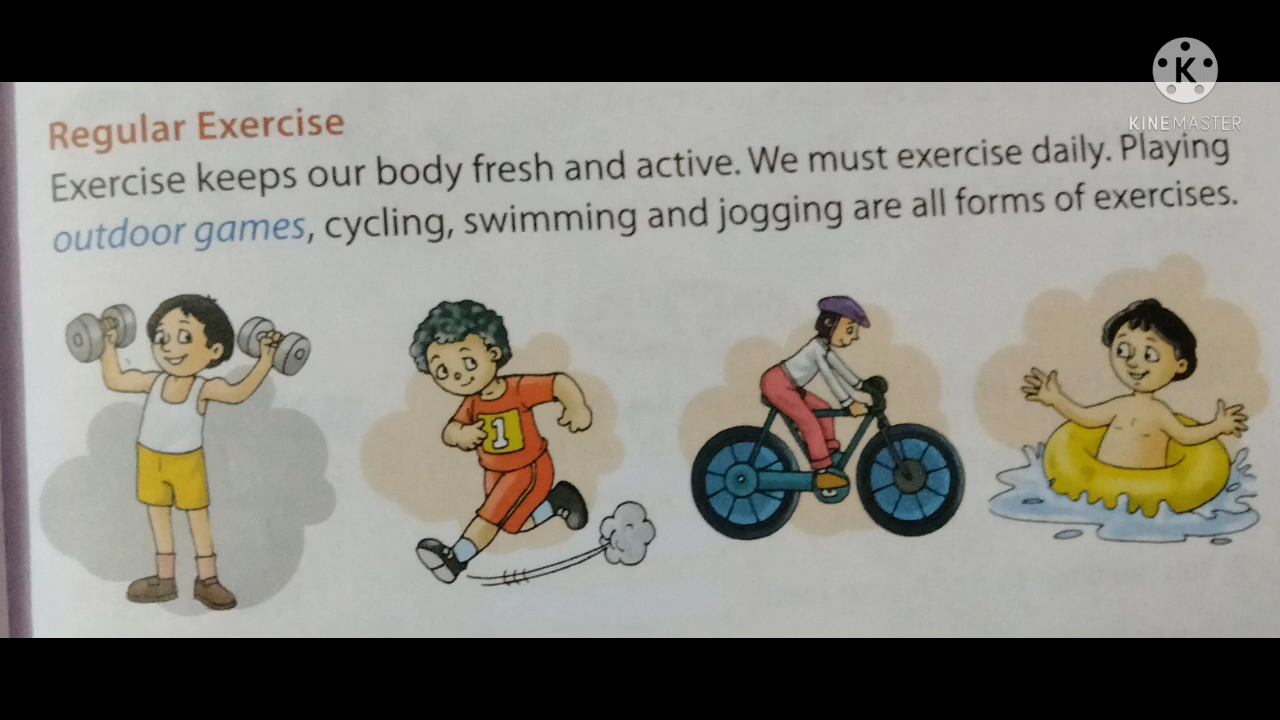 K
KINEMASTER
Regular Exercise
Exercise keeps our body fresh and active. We must exercise daily. Playing
outdoor games, cycling, swimming and jogging are all forms of exercises.
1